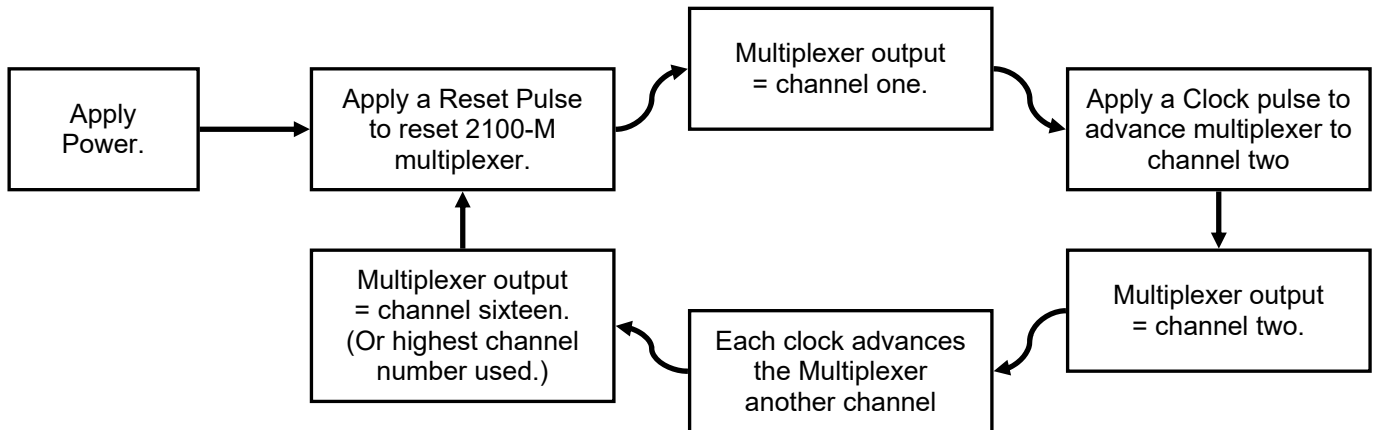 Apply
Power.
Apply a Reset Pulse
to reset 2100-M
multiplexer.
Multiplexer output
= channel one.
Apply a Clock pulse to
advance multiplexer to
channel two
Multiplexer output
= channel two.
Each clock advances
the Multiplexer
another channel
Multiplexer output
= channel sixteen.
(Or highest channel
number used.)